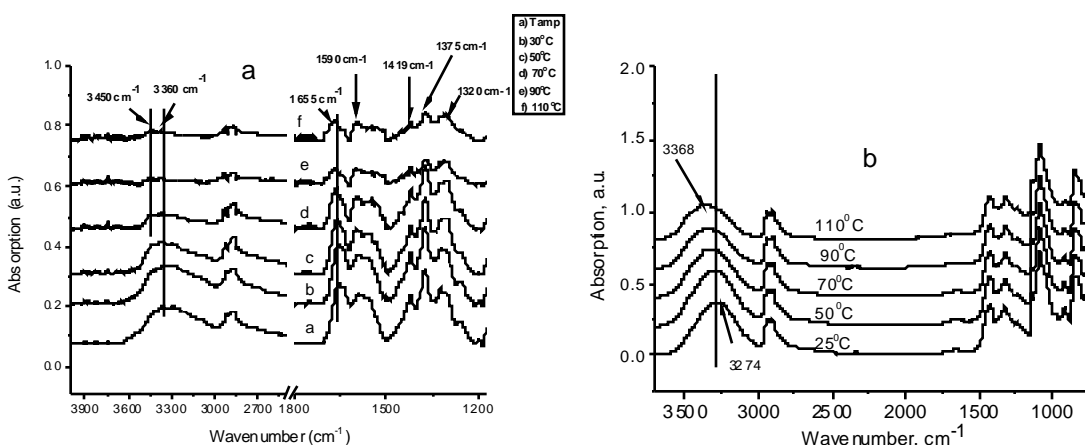 a) Tamp
b) 30°C
c) 50°C
d) 70°C
e) 90°C
f) 110°C
a
3450 cm-1
3360 cm-1
1655 cm-1
1590 cm-1
1419 cm-1
1375 cm-1
1320 cm-1
1.0
0.8
0.6
0.4
0.2
0.0
f
e
d
c
b
a
3900 3600 3300 3000 2700 1800 1500 1200
Absorption (a.u.)
Wavenumber (cm-1)
b
2.0
1.5
1.0
0.5
0.0
3368
110°C
90°C
70°C
50°C
25°C
3274
3500 3000 2500 2000 1500 1000
Absorption, a.u.
Wavenumber, cm-1